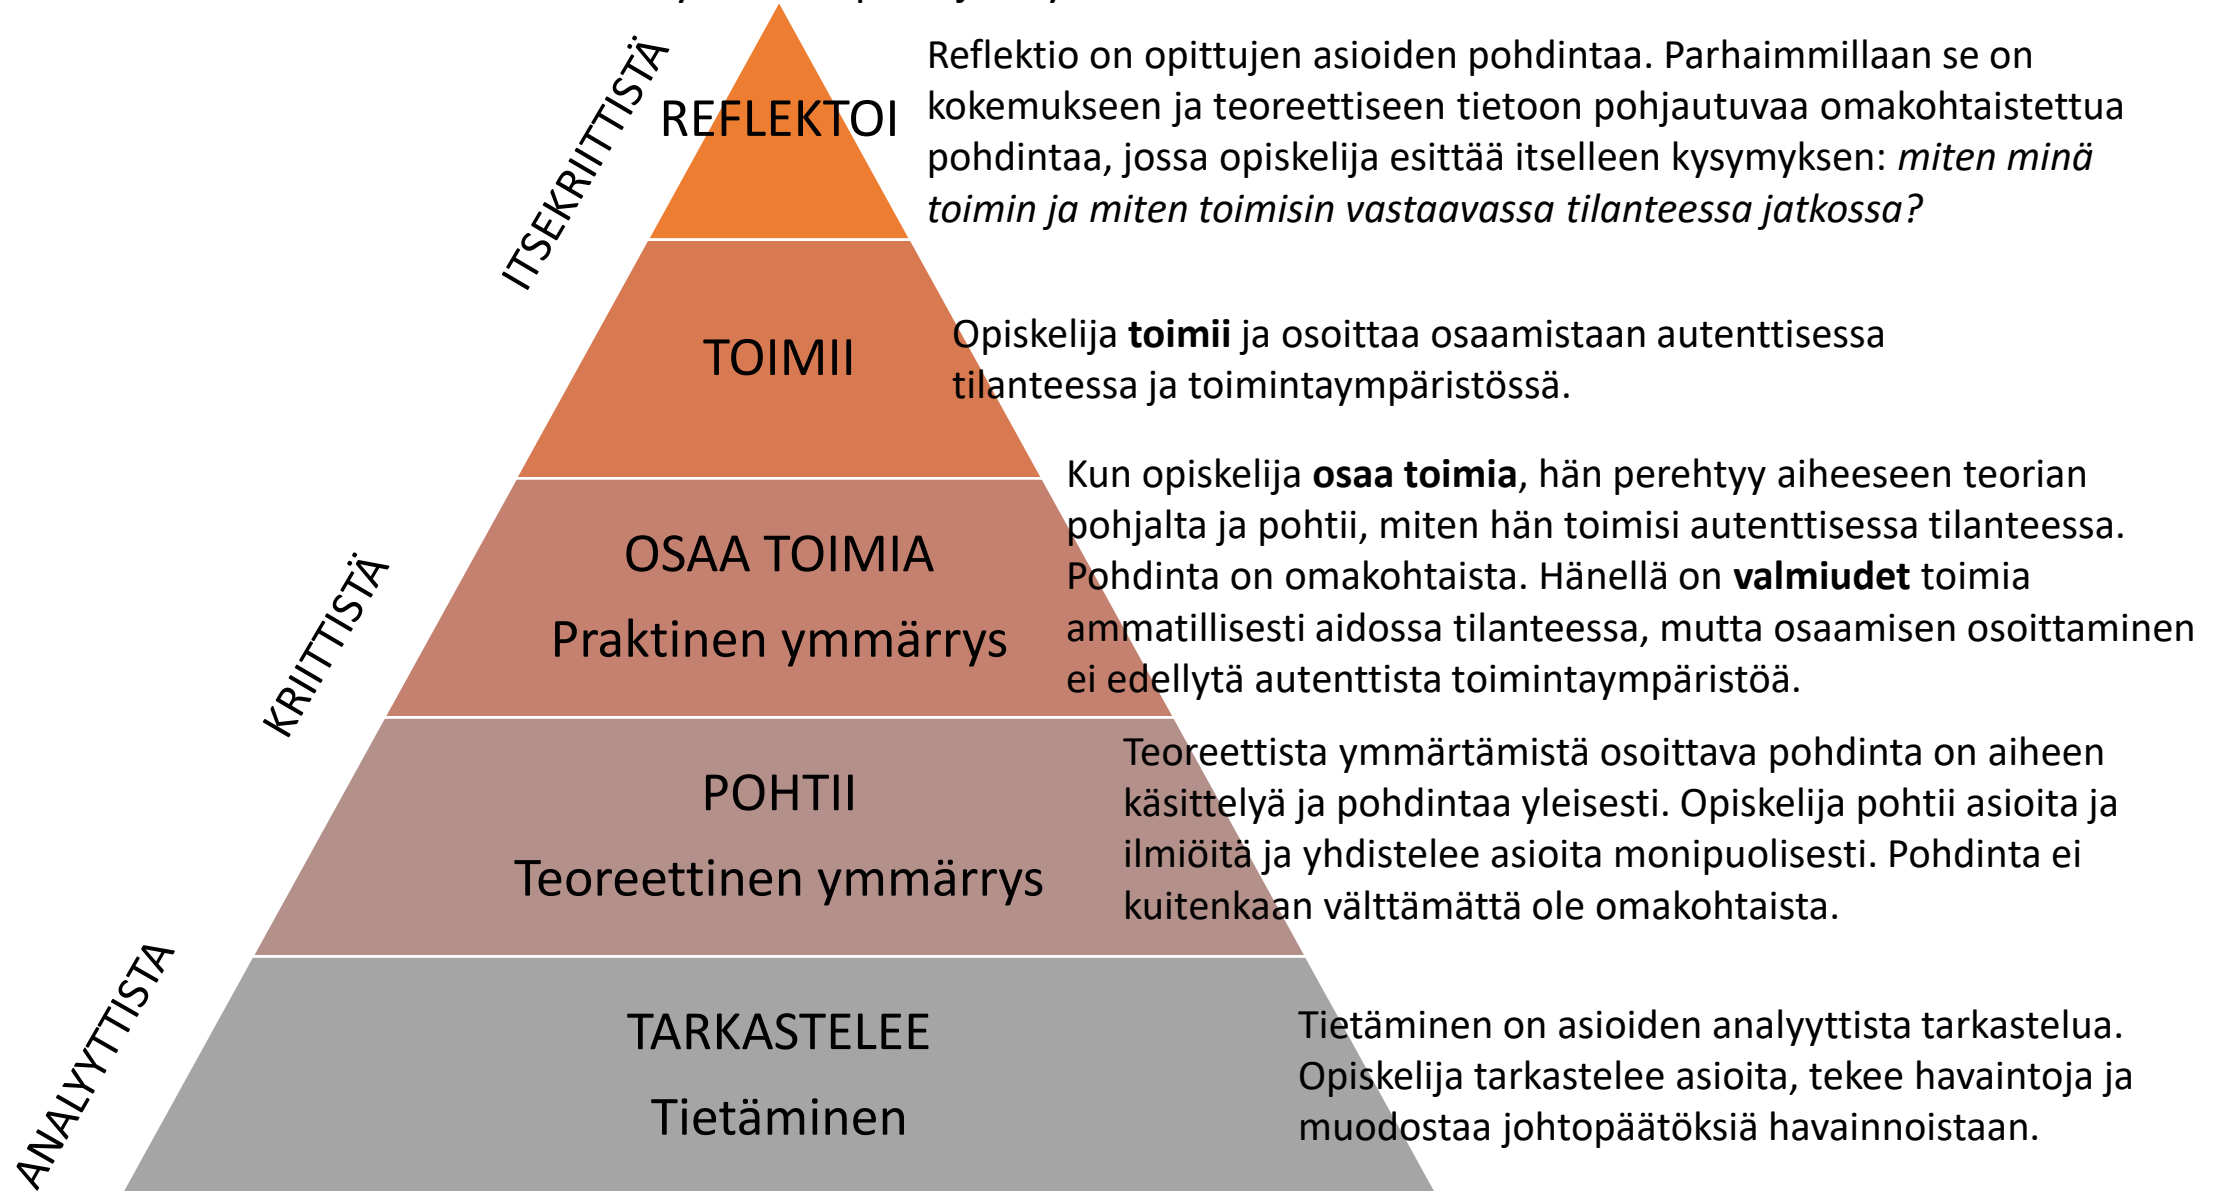 ITSEKRIITTISTÄ
REFLEKTOI
Reflektio on opittujen asioiden pohdintaa. Parhaimmillaan se on
kokemukseen ja teoreettiseen tietoon pohjautuvaa omakohtaistettua
pohdintaa, jossa opiskelija esittää itselleen kysymyksen: miten minä
toimin ja miten toimisin vastaavassa tilanteessa jatkossa?
TOIMII
Opiskelija toimii ja osoittaa osaamistaan autenttisessa
tilanteessa ja toimintaympäristössä.
KRIITTISTÄ
OSAA TOIMIA
Praktinen ymmärrys
Kun opiskelija osaa toimia, hän perehtyy aiheeseen teorian
pohjalta ja pohtii, miten hän toimisi autenttisessa tilanteessa.
Pohdinta on omakohtaista. Hänellä on valmiudet toimia
ammatillisesti aidossa tilanteessa, mutta osaamisen osoittaminen
ei edellytä autenttista toimintaympäristöä.
POHTII
Teoreettinen ymmärrys
Teoreettista ymmärtämistä osoittava pohdinta on aiheen
käsittelyä ja pohdintaa yleisesti. Opiskelija pohtii asioita ja
ilmiöitä ja yhdistelee asioita monipuolisesti. Pohdinta ei
kuitenkaan välttämättä ole omakohtaista.
ANALYYTTISTA
TARKASTELEE
Tietäminen
Tietäminen on asioiden analyyttista tarkastelua.
Opiskelija tarkastelee asioita, tekee havaintoja ja
muodostaa johtopäätöksiä havainnoistaan.